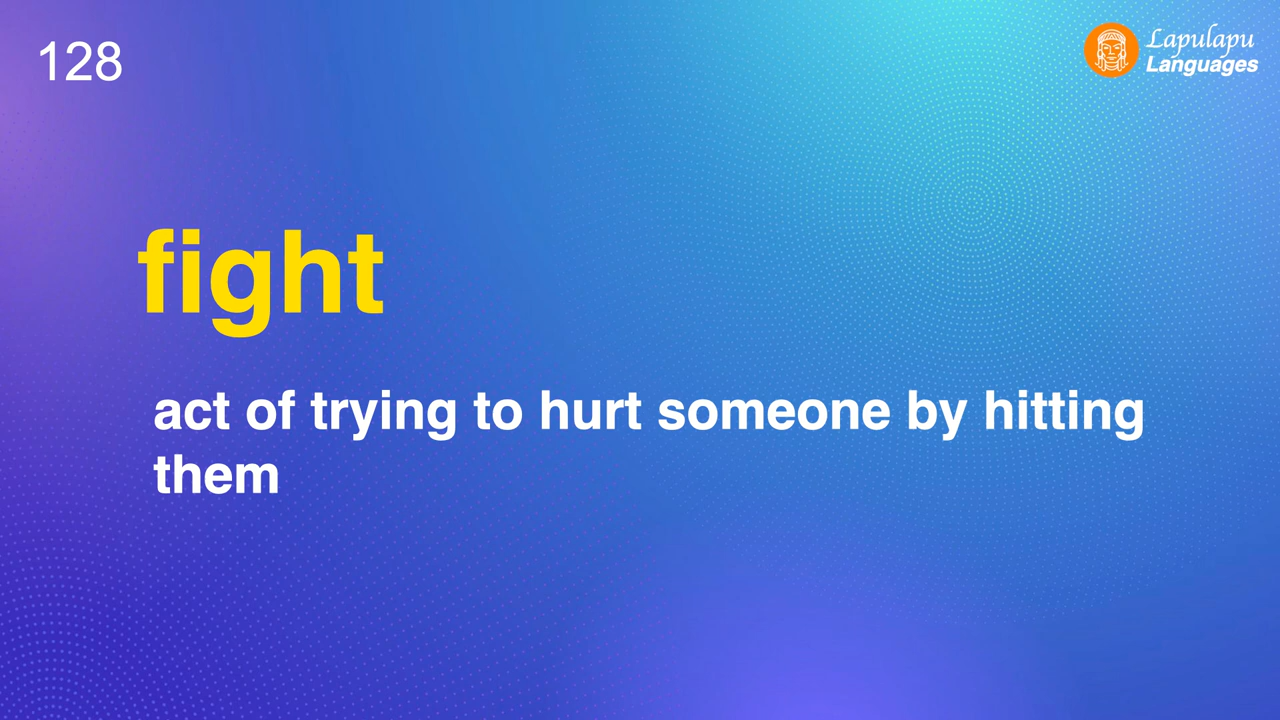 128
Lapulapu
Languages
fight
act of trying to hurt someone by hitting
them